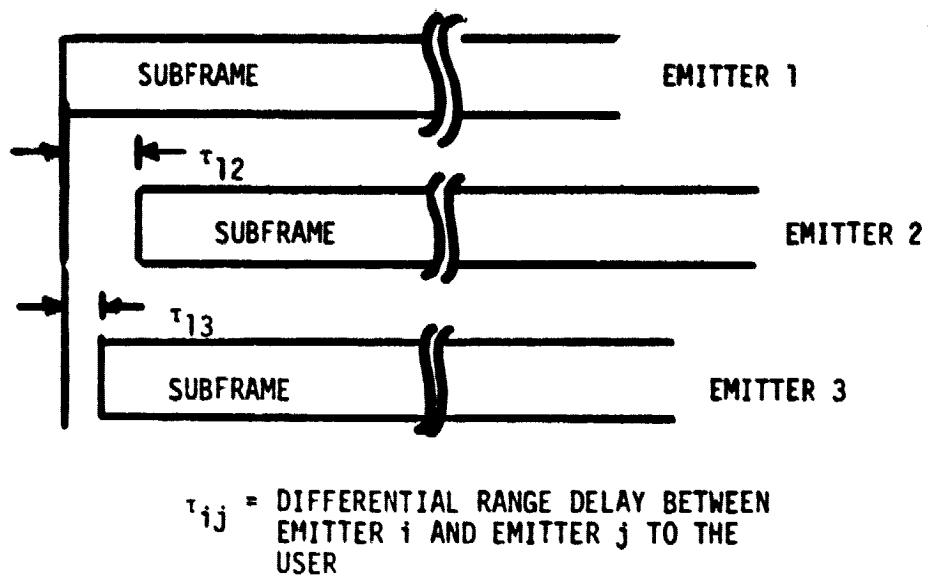 SUBFRAME EMITTER 1
τ12
SUBFRAME EMITTER 2
τ13
SUBFRAME EMITTER 3
τij = DIFFERENTIAL RANGE DELAY BETWEEN
EMITTER i AND EMITTER j TO THE
USER